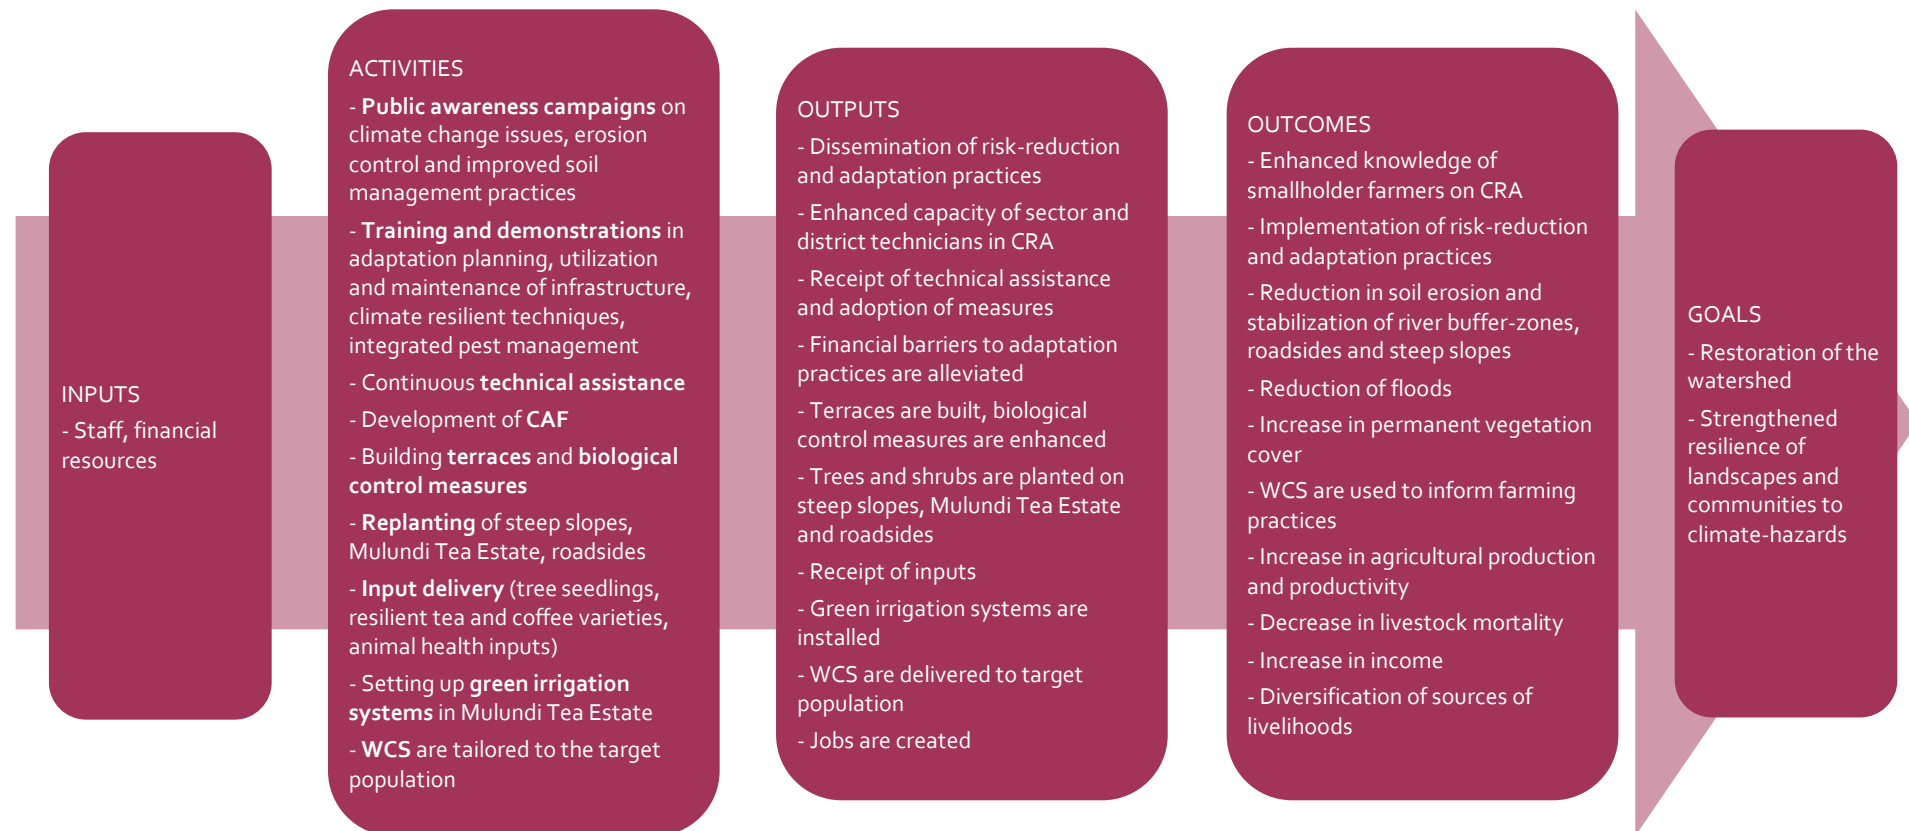 INPUTS
- Staff, financial
resources
ACTIVITIES
- Public awareness campaigns on
climate change issues, erosion
control and improved soil
management practices
- Training and demonstrations in
adaptation planning, utilization
and maintenance of infrastructure,
climate resilient techniques,
integrated pest management
- Continuous technical assistance
- Development of CAF
- Building terraces and biological
control measures
- Replanting of steep slopes,
Mulundi Tea Estate, roadsides
- Input delivery (tree seedlings,
resilient tea and coffee varieties,
animal health inputs)
- Setting up green irrigation
systems in Mulundi Tea Estate
- WCS are tailored to the target
population
OUTPUTS
- Dissemination of risk-reduction
and adaptation practices
- Enhanced capacity of sector and
district technicians in CRA
- Receipt of technical assistance
and adoption of measures
- Financial barriers to adaptation
practices are alleviated
- Terraces are built, biological
control measures are enhanced
- Trees and shrubs are planted on
steep slopes, Mulundi Tea Estate
and roadsides
- Receipt of inputs
- Green irrigation systems are
installed
- WCS are delivered to target
population
- Jobs are created
OUTCOMES
- Enhanced knowledge of
smallholder farmers on CRA
- Implementation of risk-reduction
and adaptation practices
- Reduction in soil erosion and
stabilization of river buffer-zones,
roadsides and steep slopes
- Reduction of floods
- Increase in permanent vegetation
cover
- WCS are used to inform farming
practices
- Increase in agricultural production
and productivity
- Decrease in livestock mortality
- Increase in income
- Diversification of sources of
livelihoods
GOALS
- Restoration of the
watershed
- Strengthened
resilience of
landscapes and
communities to
climate-hazards